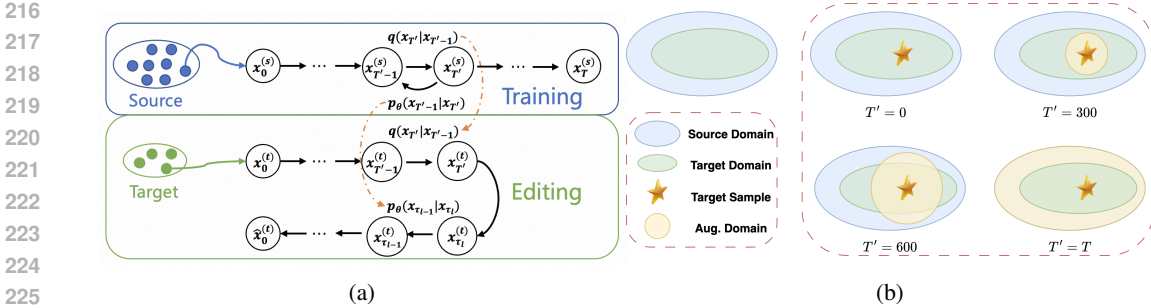 216
217
218
219
220
221
222
223
224
225
q(x_{T'}|x_{T'-1})
x_0^{(s)} ... x_{T'-1}^{(s)} x_{T'}^{(s)} ... x_T^{(s)}
Source
p_θ(x_{T'-1}|x_{T'})
Training
q(x_{T'}|x_{T'-1})
x_0^{(t)} ... x_{T'-1}^{(t)} x_{T'}^{(t)}
Target
Editing
p_θ(x_{τ_{l-1}}|x_{τ_l})
x̂_0^{(t)} ... x_{τ_{l-1}}^{(t)} x_{τ_l}^{(t)}
(a)
Source Domain
Target Domain
Target Sample
Aug. Domain
T' = 0
T' = 300
T' = 600
T' = T
(b)